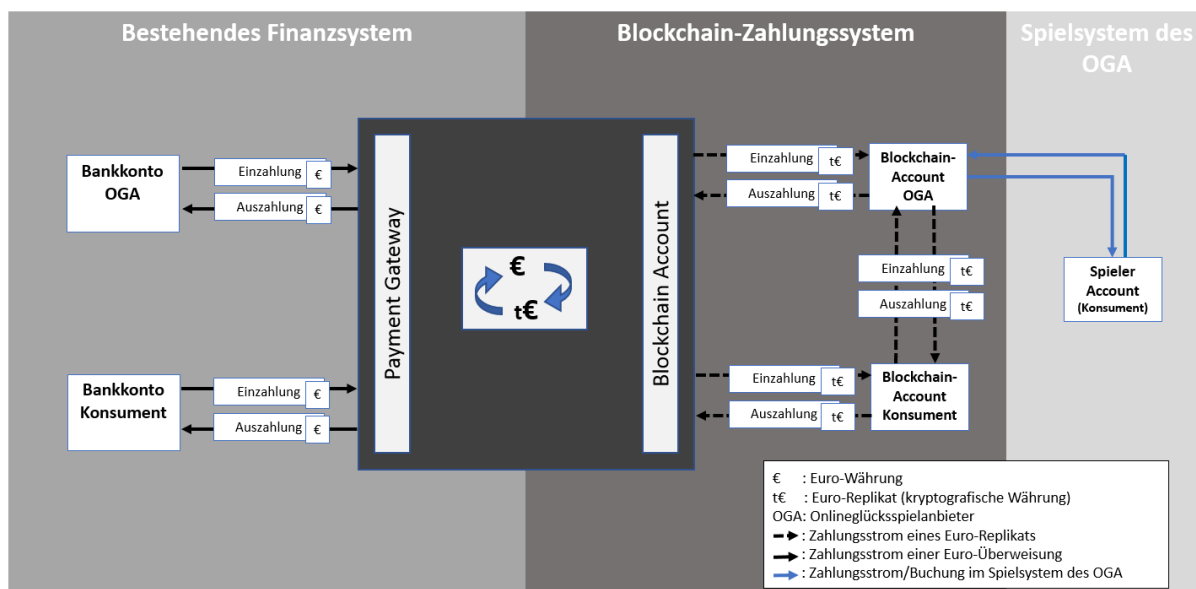 Bestehendes Finanzsystem
Blockchain-Zahlungssystem
Spielsystem des
OGA
Bankkonto
OGA
Einzahlung €
Auszahlung €
Bankkonto
Konsument
Einzahlung €
Auszahlung €
Payment Gateway
€
t€
Blockchain Account
Einzahlung t€
Auszahlung t€
Blockchain-
Account
OGA
Einzahlung t€
Auszahlung t€
Einzahlung t€
Auszahlung t€
Blockchain-
Account
Konsument
Spieler
Account
(Konsument)
€ : Euro-Währung
t€ : Euro-Replikat (kryptografische Währung)
OGA: Onlineglücksspielanbieter
: Zahlungsstrom eines Euro-Replikats
: Zahlungsstrom einer Euro-Überweisung
: Zahlungsstrom/Buchung im Spielsystem des OGA